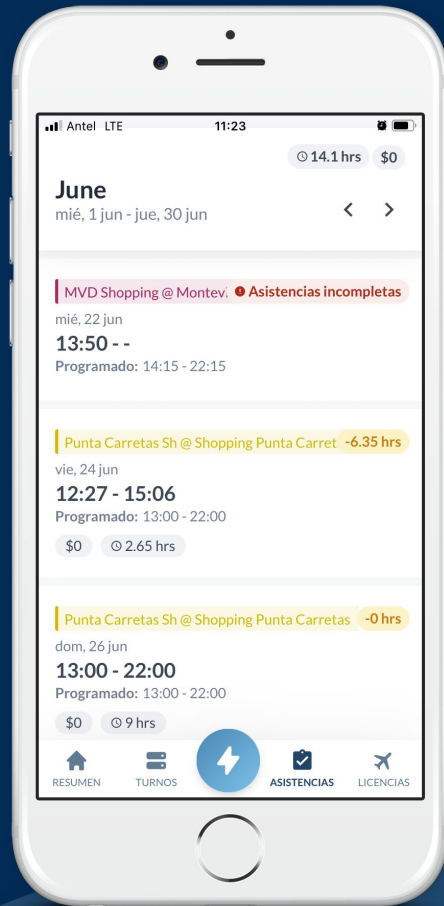 Antel LTE 11:23
14.1 hrs $0
June
mié, 1 jun - jue, 30 jun
MVD Shopping @ Montev Asistencias incompletas
mié, 22 jun
13:50 - -
Programado: 14:15 - 22:15
Punta Carretas Sh @ Shopping Punta Carret -6.35 hrs
vie, 24 jun
12:27 - 15:06
Programado: 13:00 - 22:00
$0 2.65 hrs
Punta Carretas Sh @ Shopping Punta Carretas -0 hrs
dom, 26 jun
13:00 - 22:00
Programado: 13:00 - 22:00
$0 9 hrs
RESUMEN TURNOS ASISTENCIAS LICENCIAS